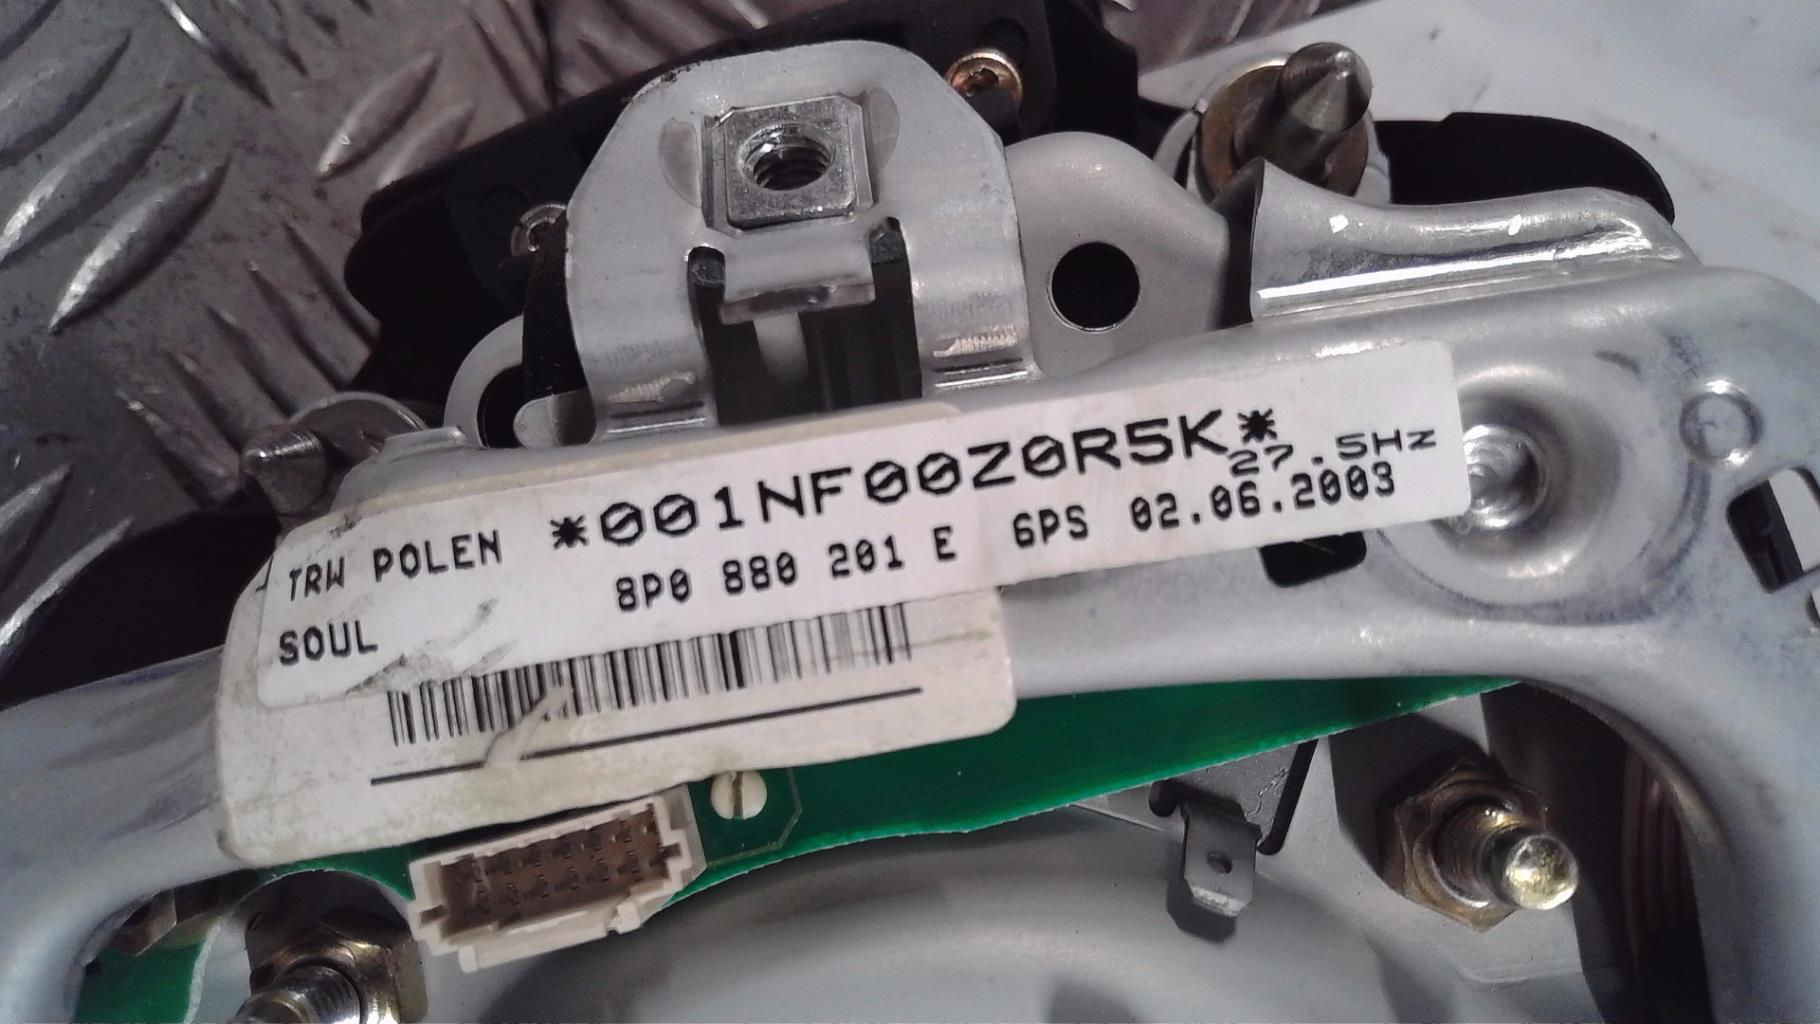 TRW POLEN *001NF00Z0R5K* 27.5Hz
SOUL 8P0 880 201 E 6PS 02.06.2003